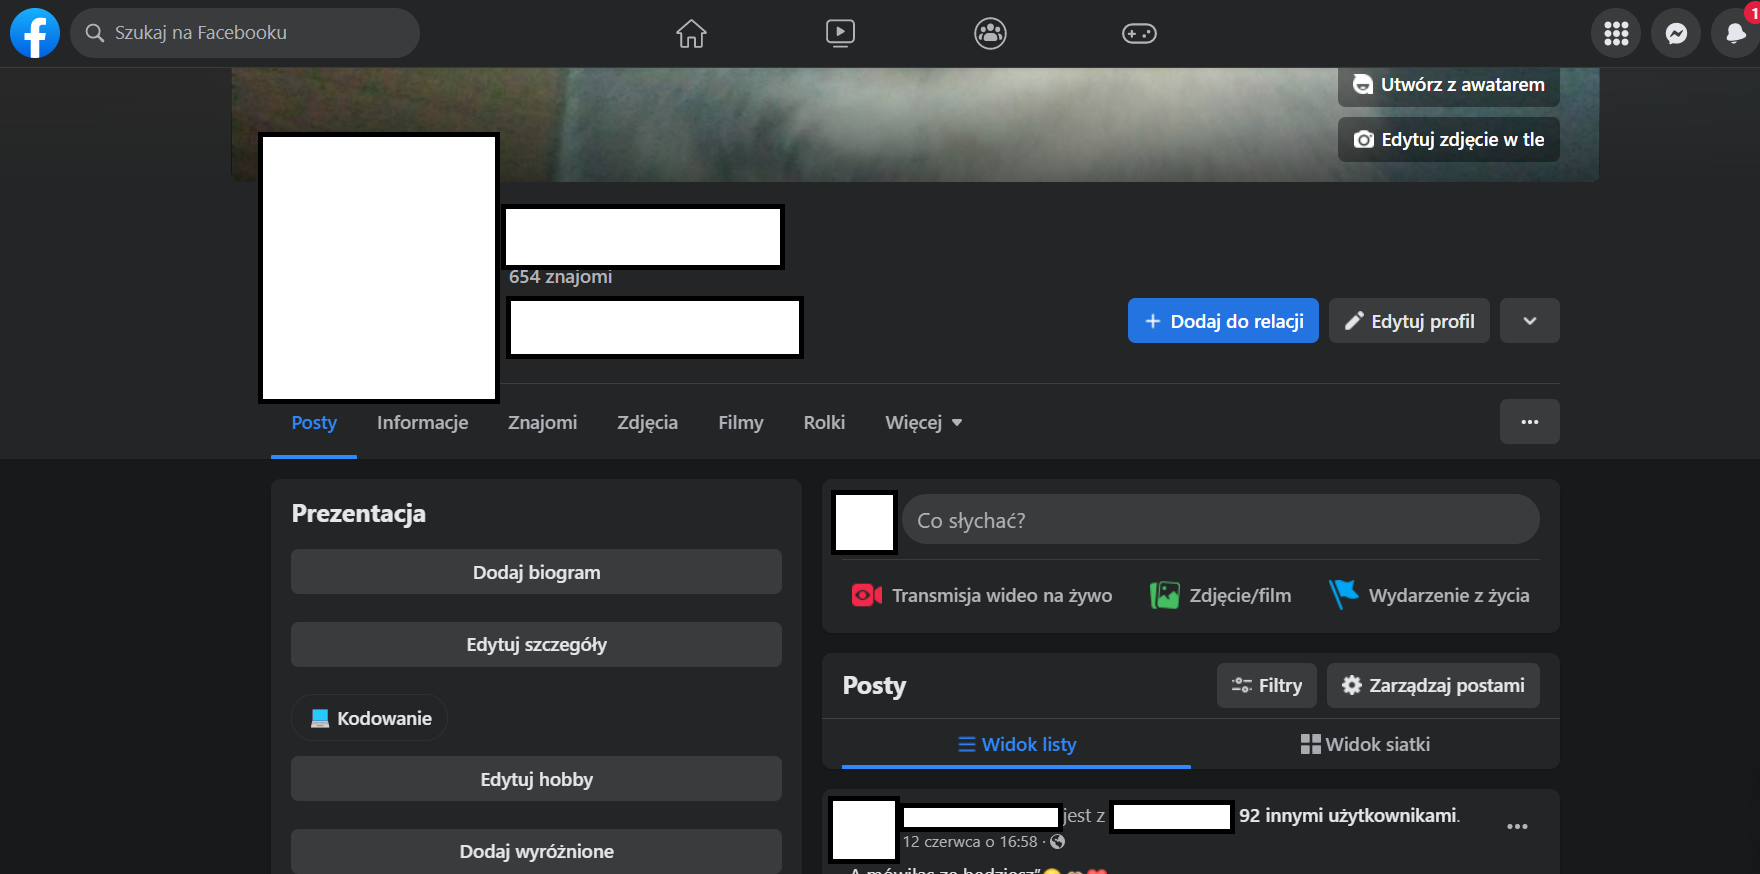 Szukaj na Facebooku
1
Utwórz z awatarem
Edytuj zdjęcie w tle
654 znajomi
Dodaj do relacji
Edytuj profil
Posty
Informacje
Znajomi
Zdjęcia
Filmy
Rolki
Więcej
Prezentacja
Dodaj biogram
Edytuj szczegóły
Kodowanie
Edytuj hobby
Dodaj wyróżnione
Co słychać?
Transmisja wideo na żywo
Zdjęcie/film
Wydarzenie z życia
Posty
Filtry
Zarządzaj postami
Widok listy
Widok siatki
jest z 92 innymi użytkownikami.
12 czerwca o 16:58 ·